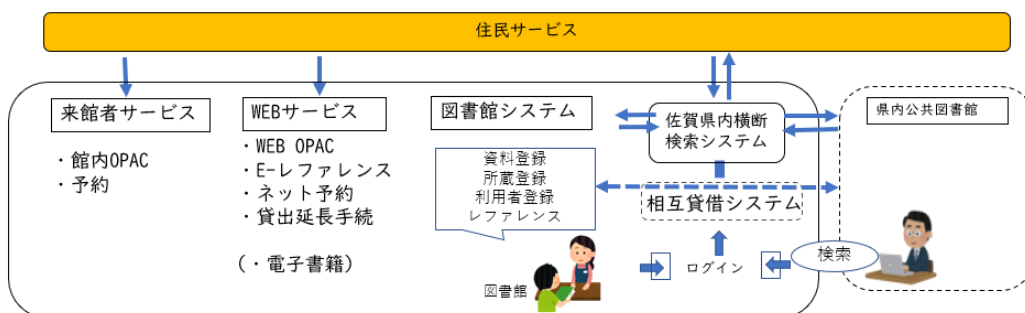 住民サービス
来館者サービス
・館内OPAC
・予約
WEBサービス
・WEB OPAC
・E-レファレンス
・ネット予約
・貸出延長手続
(・電子書籍)
図書館システム
資料登録
所蔵登録
利用者登録
レファレンス
図書館
佐賀県内横断
検索システム
相互貸借システム
ログイン
検索
県内公共図書館